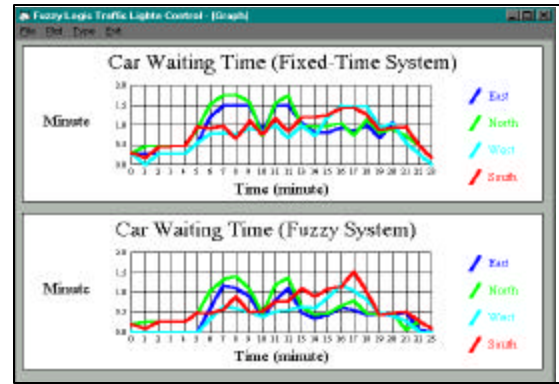 Fuzzy Logic Traffic Lights Control - [Graph]
File Plot Type Exit
Car Waiting Time (Fixed-Time System)
2.0
1.5
1.0
0.5
0.0
Minute
0 1 2 3 4 5 6 7 8 9 10 11 12 13 14 15 16 17 18 19 20 21 22 23
Time (minute)
East
North
West
South
Car Waiting Time (Fuzzy System)
2.0
1.5
1.0
0.5
0.0
Minute
0 1 2 3 4 5 6 7 8 9 10 11 12 13 14 15 16 17 18 19 20 21 22 23
Time (minute)
East
North
West
South